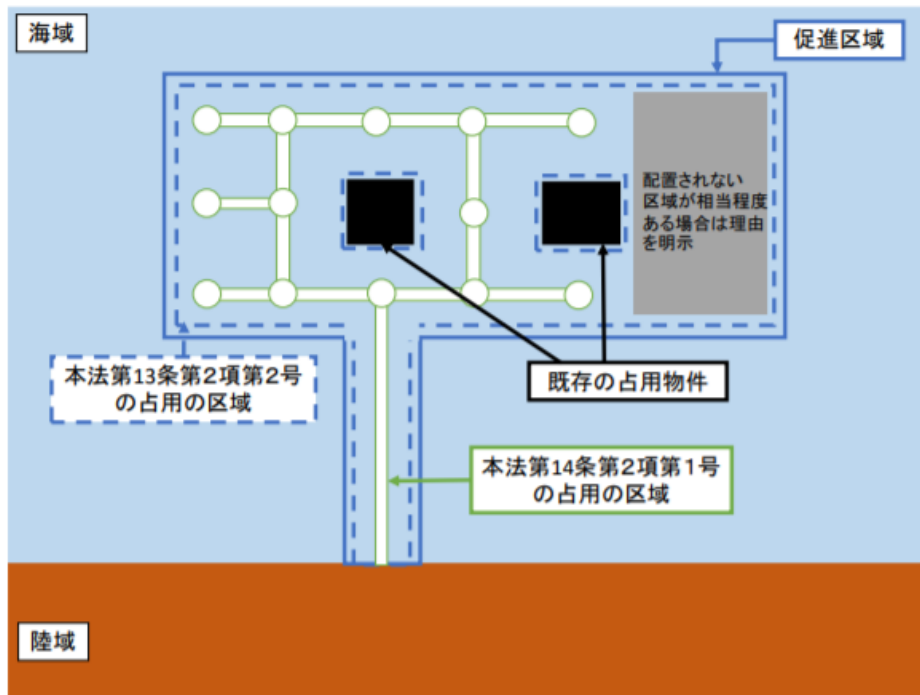 海域
促進区域
配置されない
区域が相当程度
ある場合は理由
を明示
本法第13条第２項第２号
の占用の区域
既存の占用物件
本法第14条第２項第１号
の占用の区域
陸域